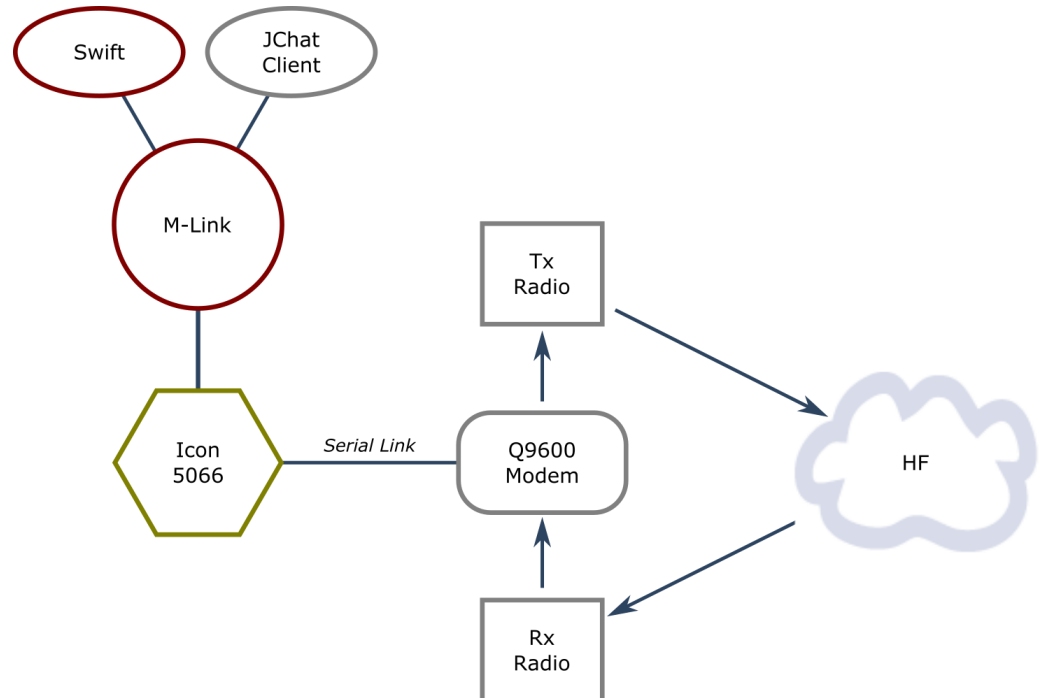 Swift
JChat
Client
M-Link
Tx
Radio
Icon
5066
Serial Link
Q9600
Modem
HF
Rx
Radio